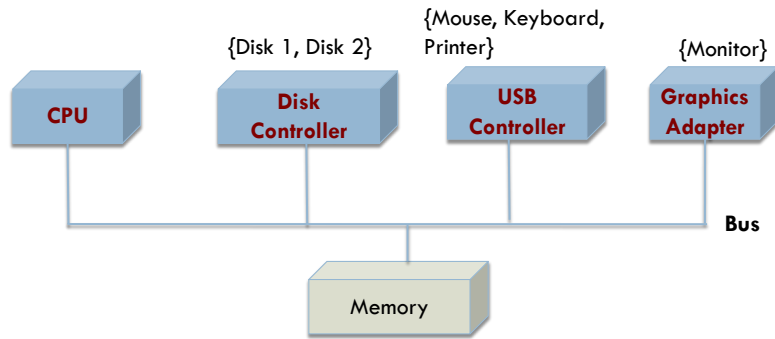 {Mouse, Keyboard,
Printer}
{Disk 1, Disk 2}
{Monitor}
CPU
Disk
Controller
USB
Controller
Graphics
Adapter
Bus
Memory